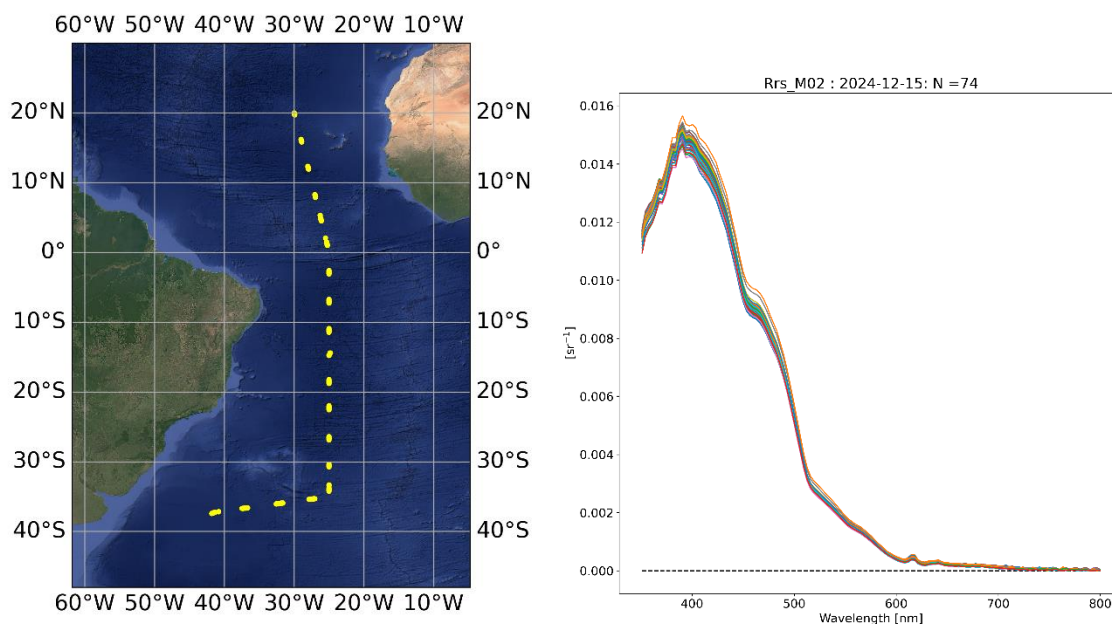 60°W 50°W 40°W 30°W 20°W 10°W
20°N 20°N
10°N 10°N
0° 0°
10°S 10°S
20°S 20°S
30°S 30°S
40°S 40°S
60°W 50°W 40°W 30°W 20°W 10°W
Rrs_M02 : 2024-12-15: N =74
0.016
0.014
0.012
0.010
0.008
0.006
0.004
0.002
0.000
[sr⁻¹]
400 500 600 700 800
Wavelength [nm]